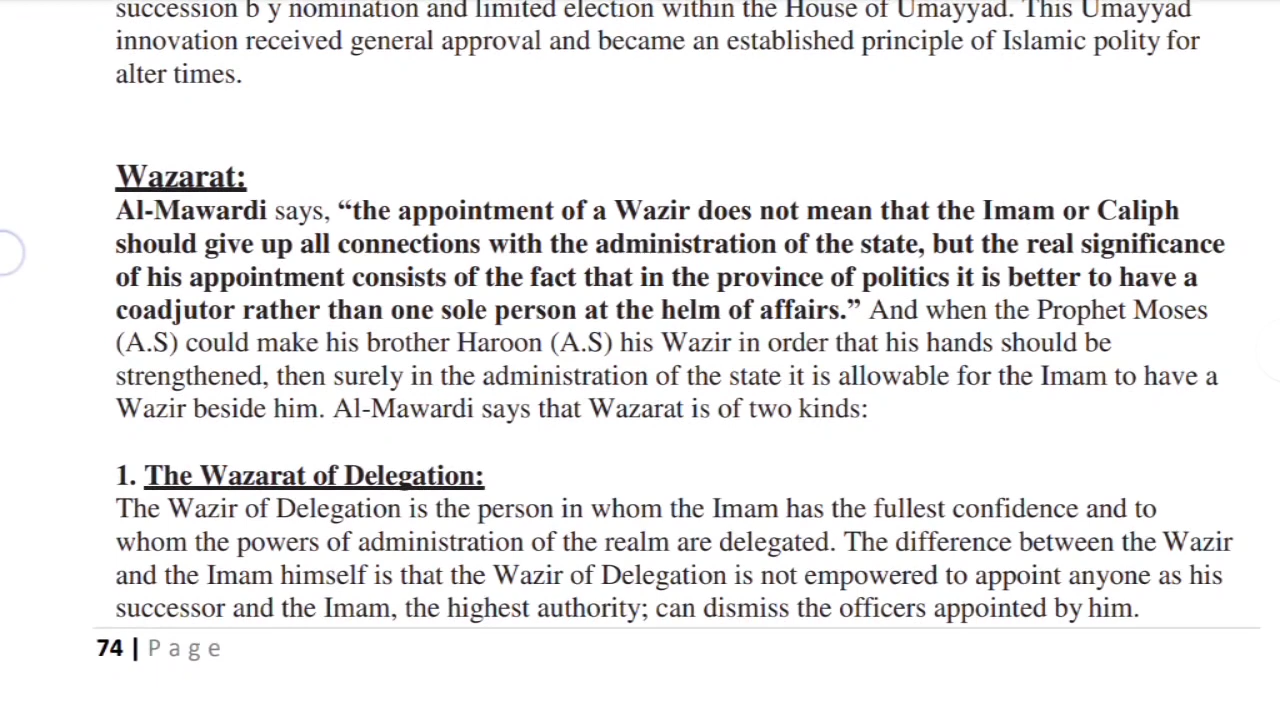 succession b y nomination and limited election within the House of Umayyad. This Umayyad
innovation received general approval and became an established principle of Islamic polity for
alter times.
Wazarat:
Al-Mawardi says, “the appointment of a Wazir does not mean that the Imam or Caliph
should give up all connections with the administration of the state, but the real significance
of his appointment consists of the fact that in the province of politics it is better to have a
coadjutor rather than one sole person at the helm of affairs.” And when the Prophet Moses
(A.S) could make his brother Haroon (A.S) his Wazir in order that his hands should be
strengthened, then surely in the administration of the state it is allowable for the Imam to have a
Wazir beside him. Al-Mawardi says that Wazarat is of two kinds:
1. The Wazarat of Delegation:
The Wazir of Delegation is the person in whom the Imam has the fullest confidence and to
whom the powers of administration of the realm are delegated. The difference between the Wazir
and the Imam himself is that the Wazir of Delegation is not empowered to appoint anyone as his
successor and the Imam, the highest authority; can dismiss the officers appointed by him.
74 | P a g e